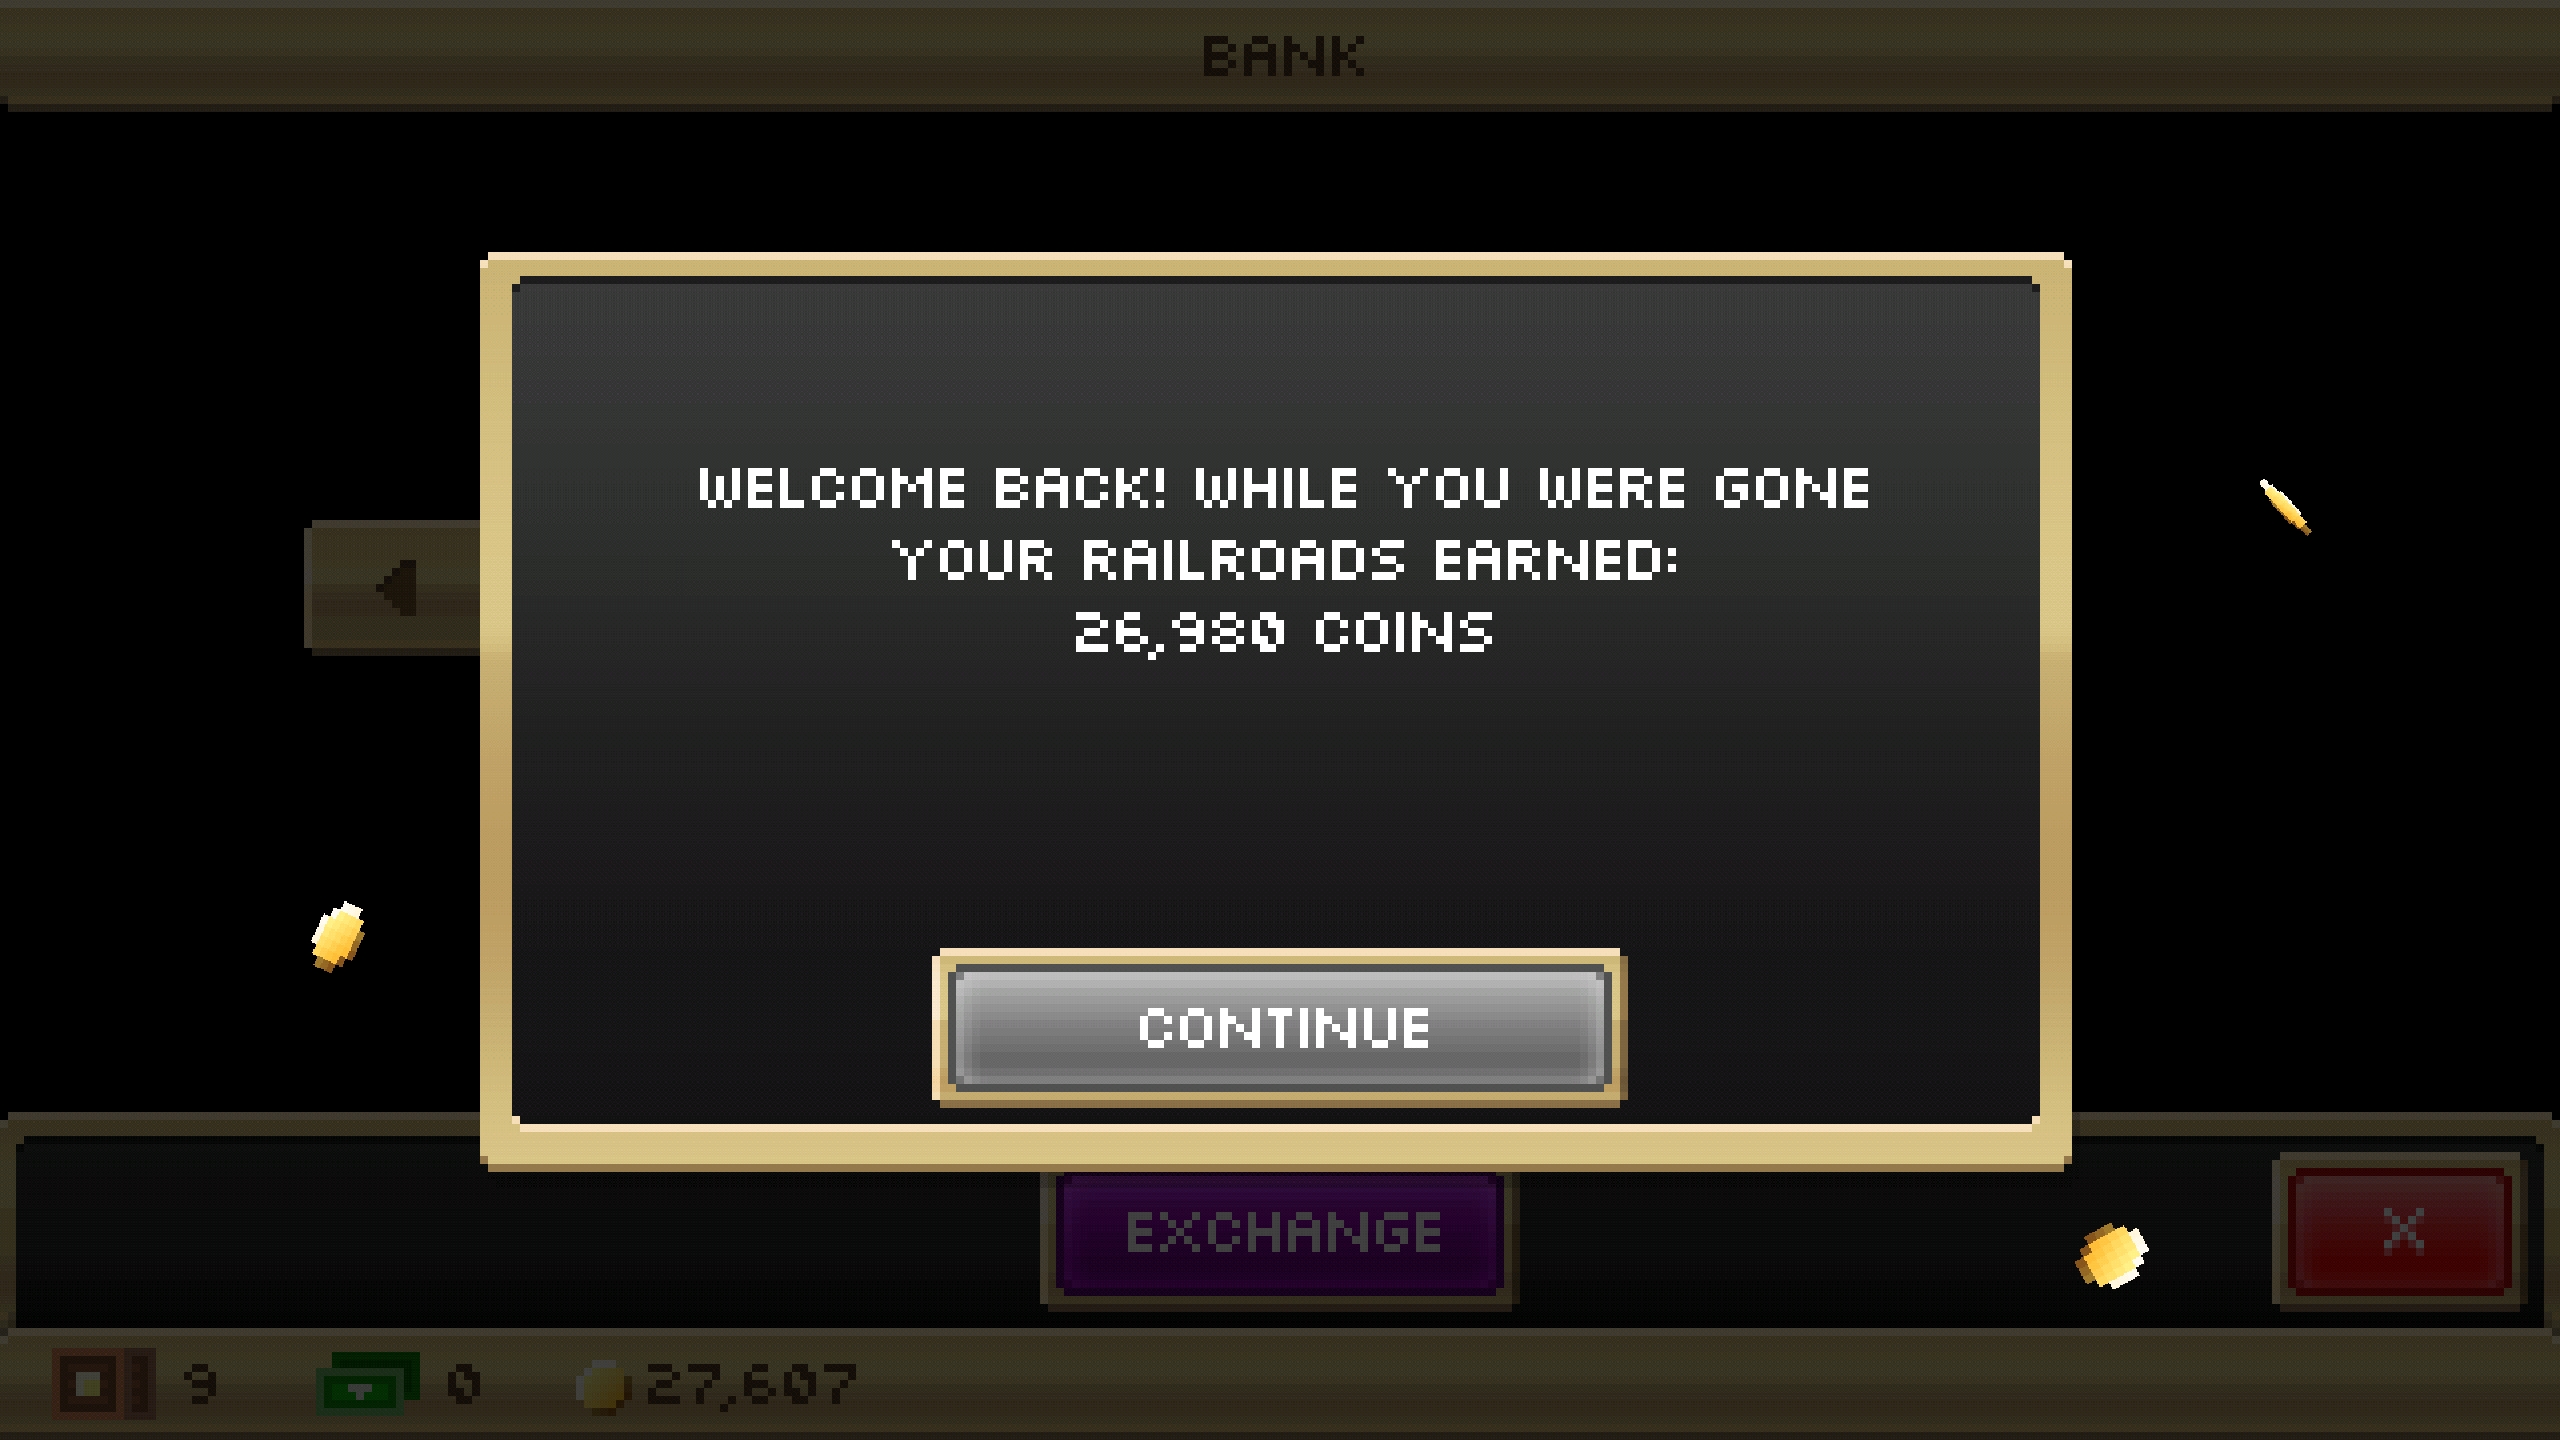 BANK
WELCOME BACK! WHILE YOU WERE GONE
YOUR RAILROADS EARNED:
26,980 COINS
CONTINUE
EXCHANGE
X
9 0 27,607